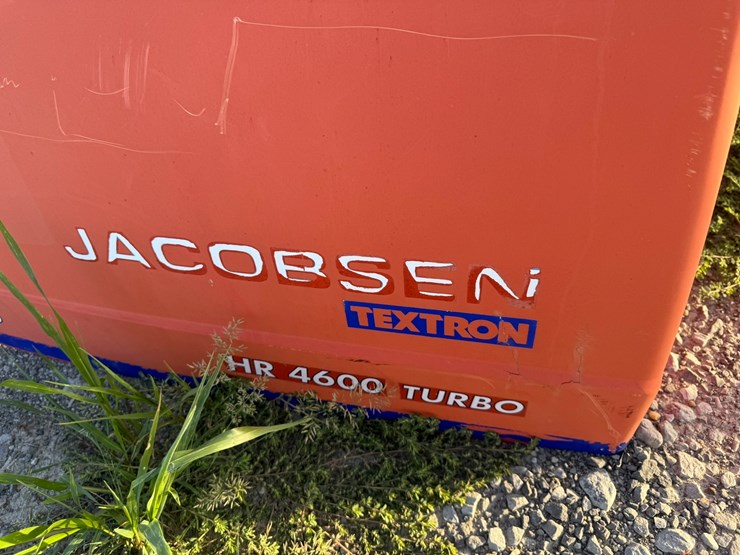 JACOBSEN
TEXTRON
HR 4600 TURBO